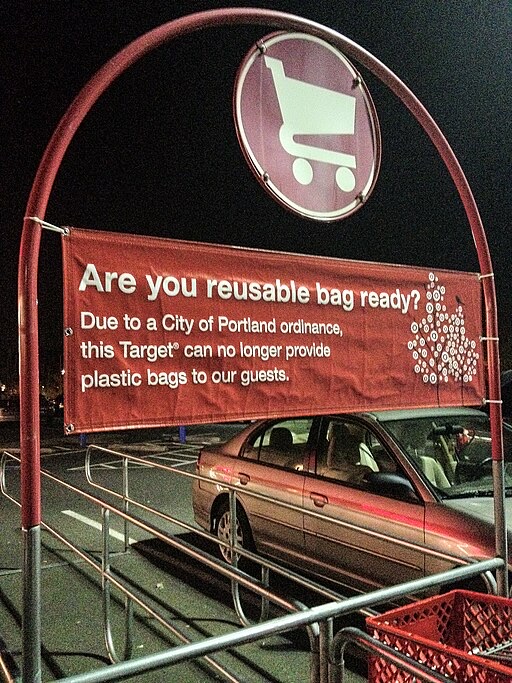 Are you reusable bag ready?
Due to a City of Portland ordinance,
this Target® can no longer provide
plastic bags to our guests.